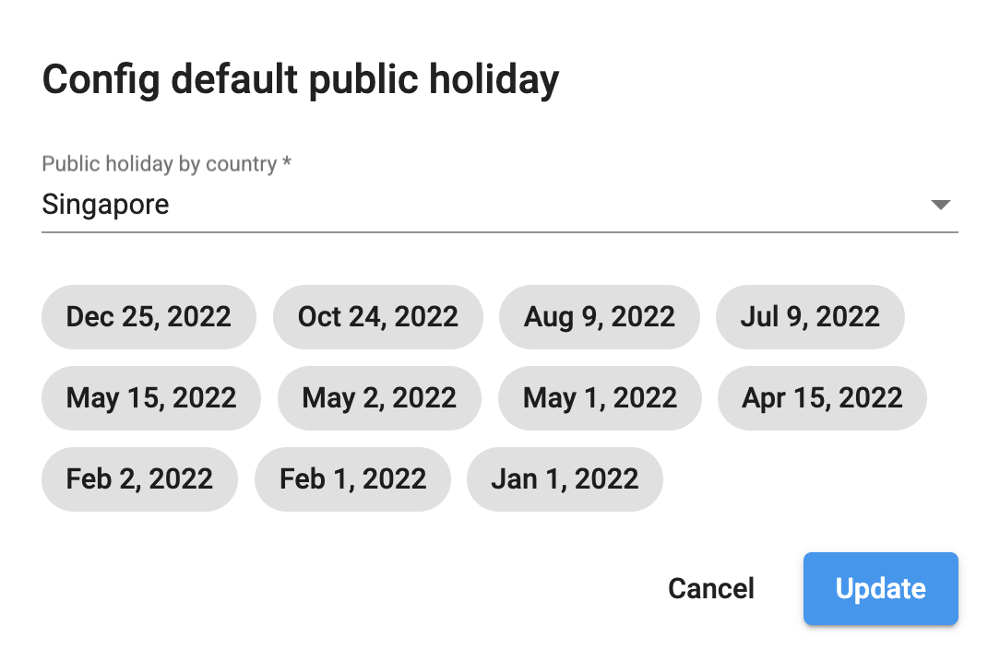 Config default public holiday
Public holiday by country *
Singapore
Dec 25, 2022 Oct 24, 2022 Aug 9, 2022 Jul 9, 2022
May 15, 2022 May 2, 2022 May 1, 2022 Apr 15, 2022
Feb 2, 2022 Feb 1, 2022 Jan 1, 2022
Cancel Update